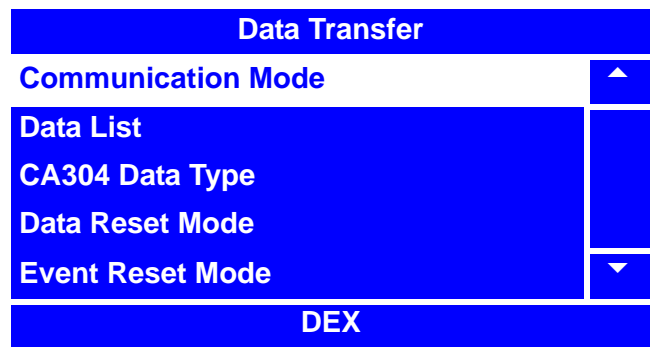 Data Transfer
Communication Mode
Data List
CA304 Data Type
Data Reset Mode
Event Reset Mode
DEX